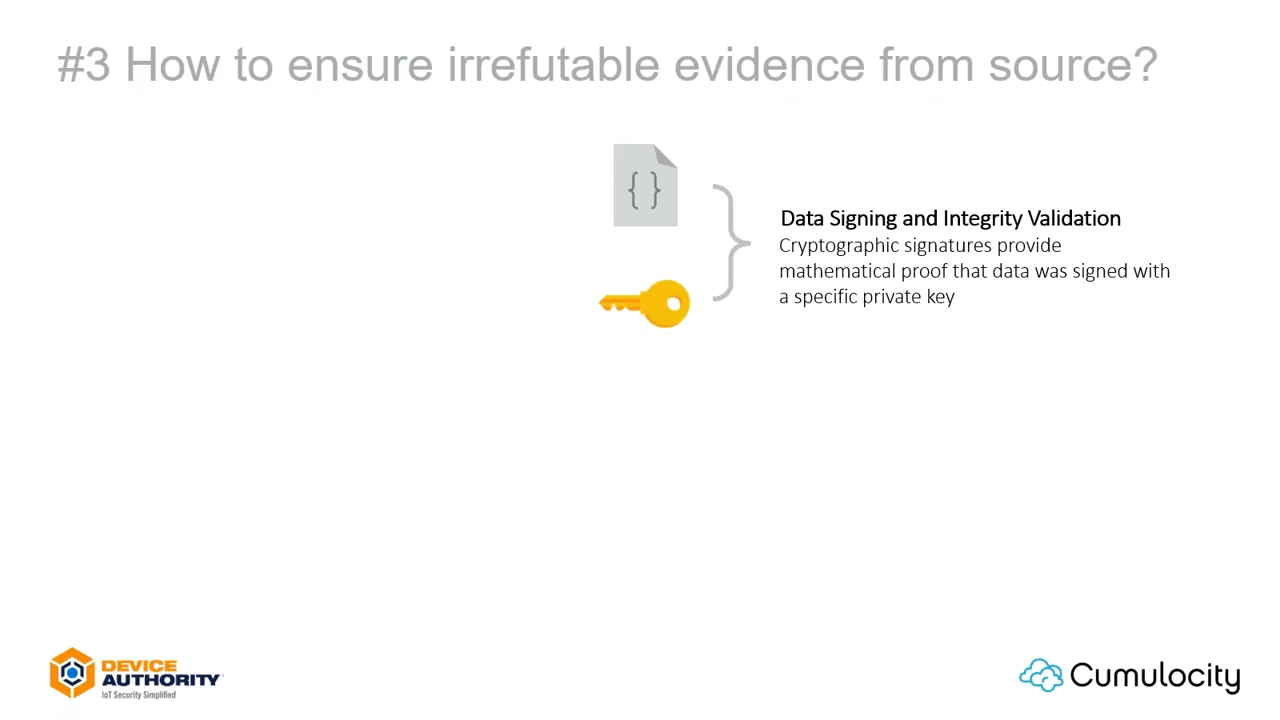 #3 How to ensure irrefutable evidence from source?
{ }
Data Signing and Integrity Validation
Cryptographic signatures provide
mathematical proof that data was signed with
a specific private key
DEVICE
AUTHORITY
IoT Security Simplified
Cumulocity